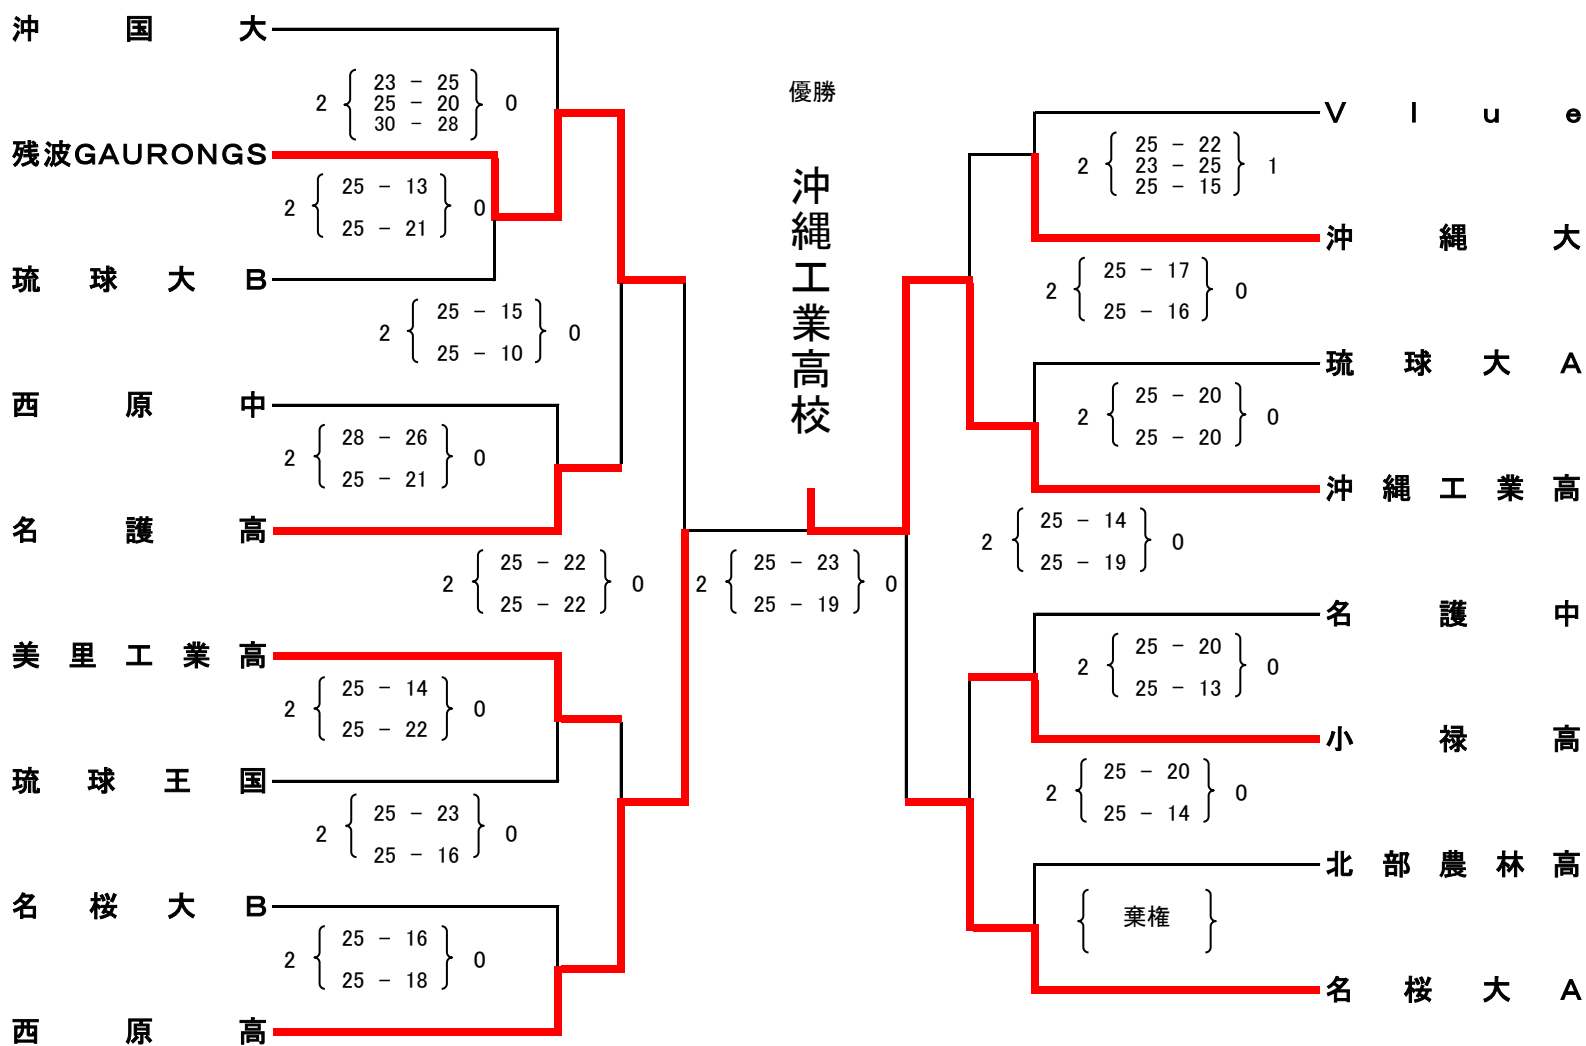 沖国大
2 23 － 25 0
25 － 20
30 － 28
残波GAURONGS
2 25 － 13 0
25 － 21
琉球大B
2 25 － 15 0
25 － 10
西原中
2 28 － 26 0
25 － 21
名護高
2 25 － 22 0
25 － 22
美里工業高
2 25 － 14 0
25 － 22
琉球王国
2 25 － 23 0
25 － 16
名桜大B
2 25 － 16 0
25 － 18
西原高
優勝
沖縄工業高校
2 25 － 23 0
25 － 19
Vlue
2 25 － 22 1
23 － 25
25 － 15
沖縄大
2 25 － 17 0
25 － 16
琉球大A
2 25 － 20 0
25 － 20
沖縄工業高
2 25 － 14 0
25 － 19
名護中
2 25 － 20 0
25 － 13
小禄高
2 25 － 20 0
25 － 14
北部農林高
棄権
名桜大A